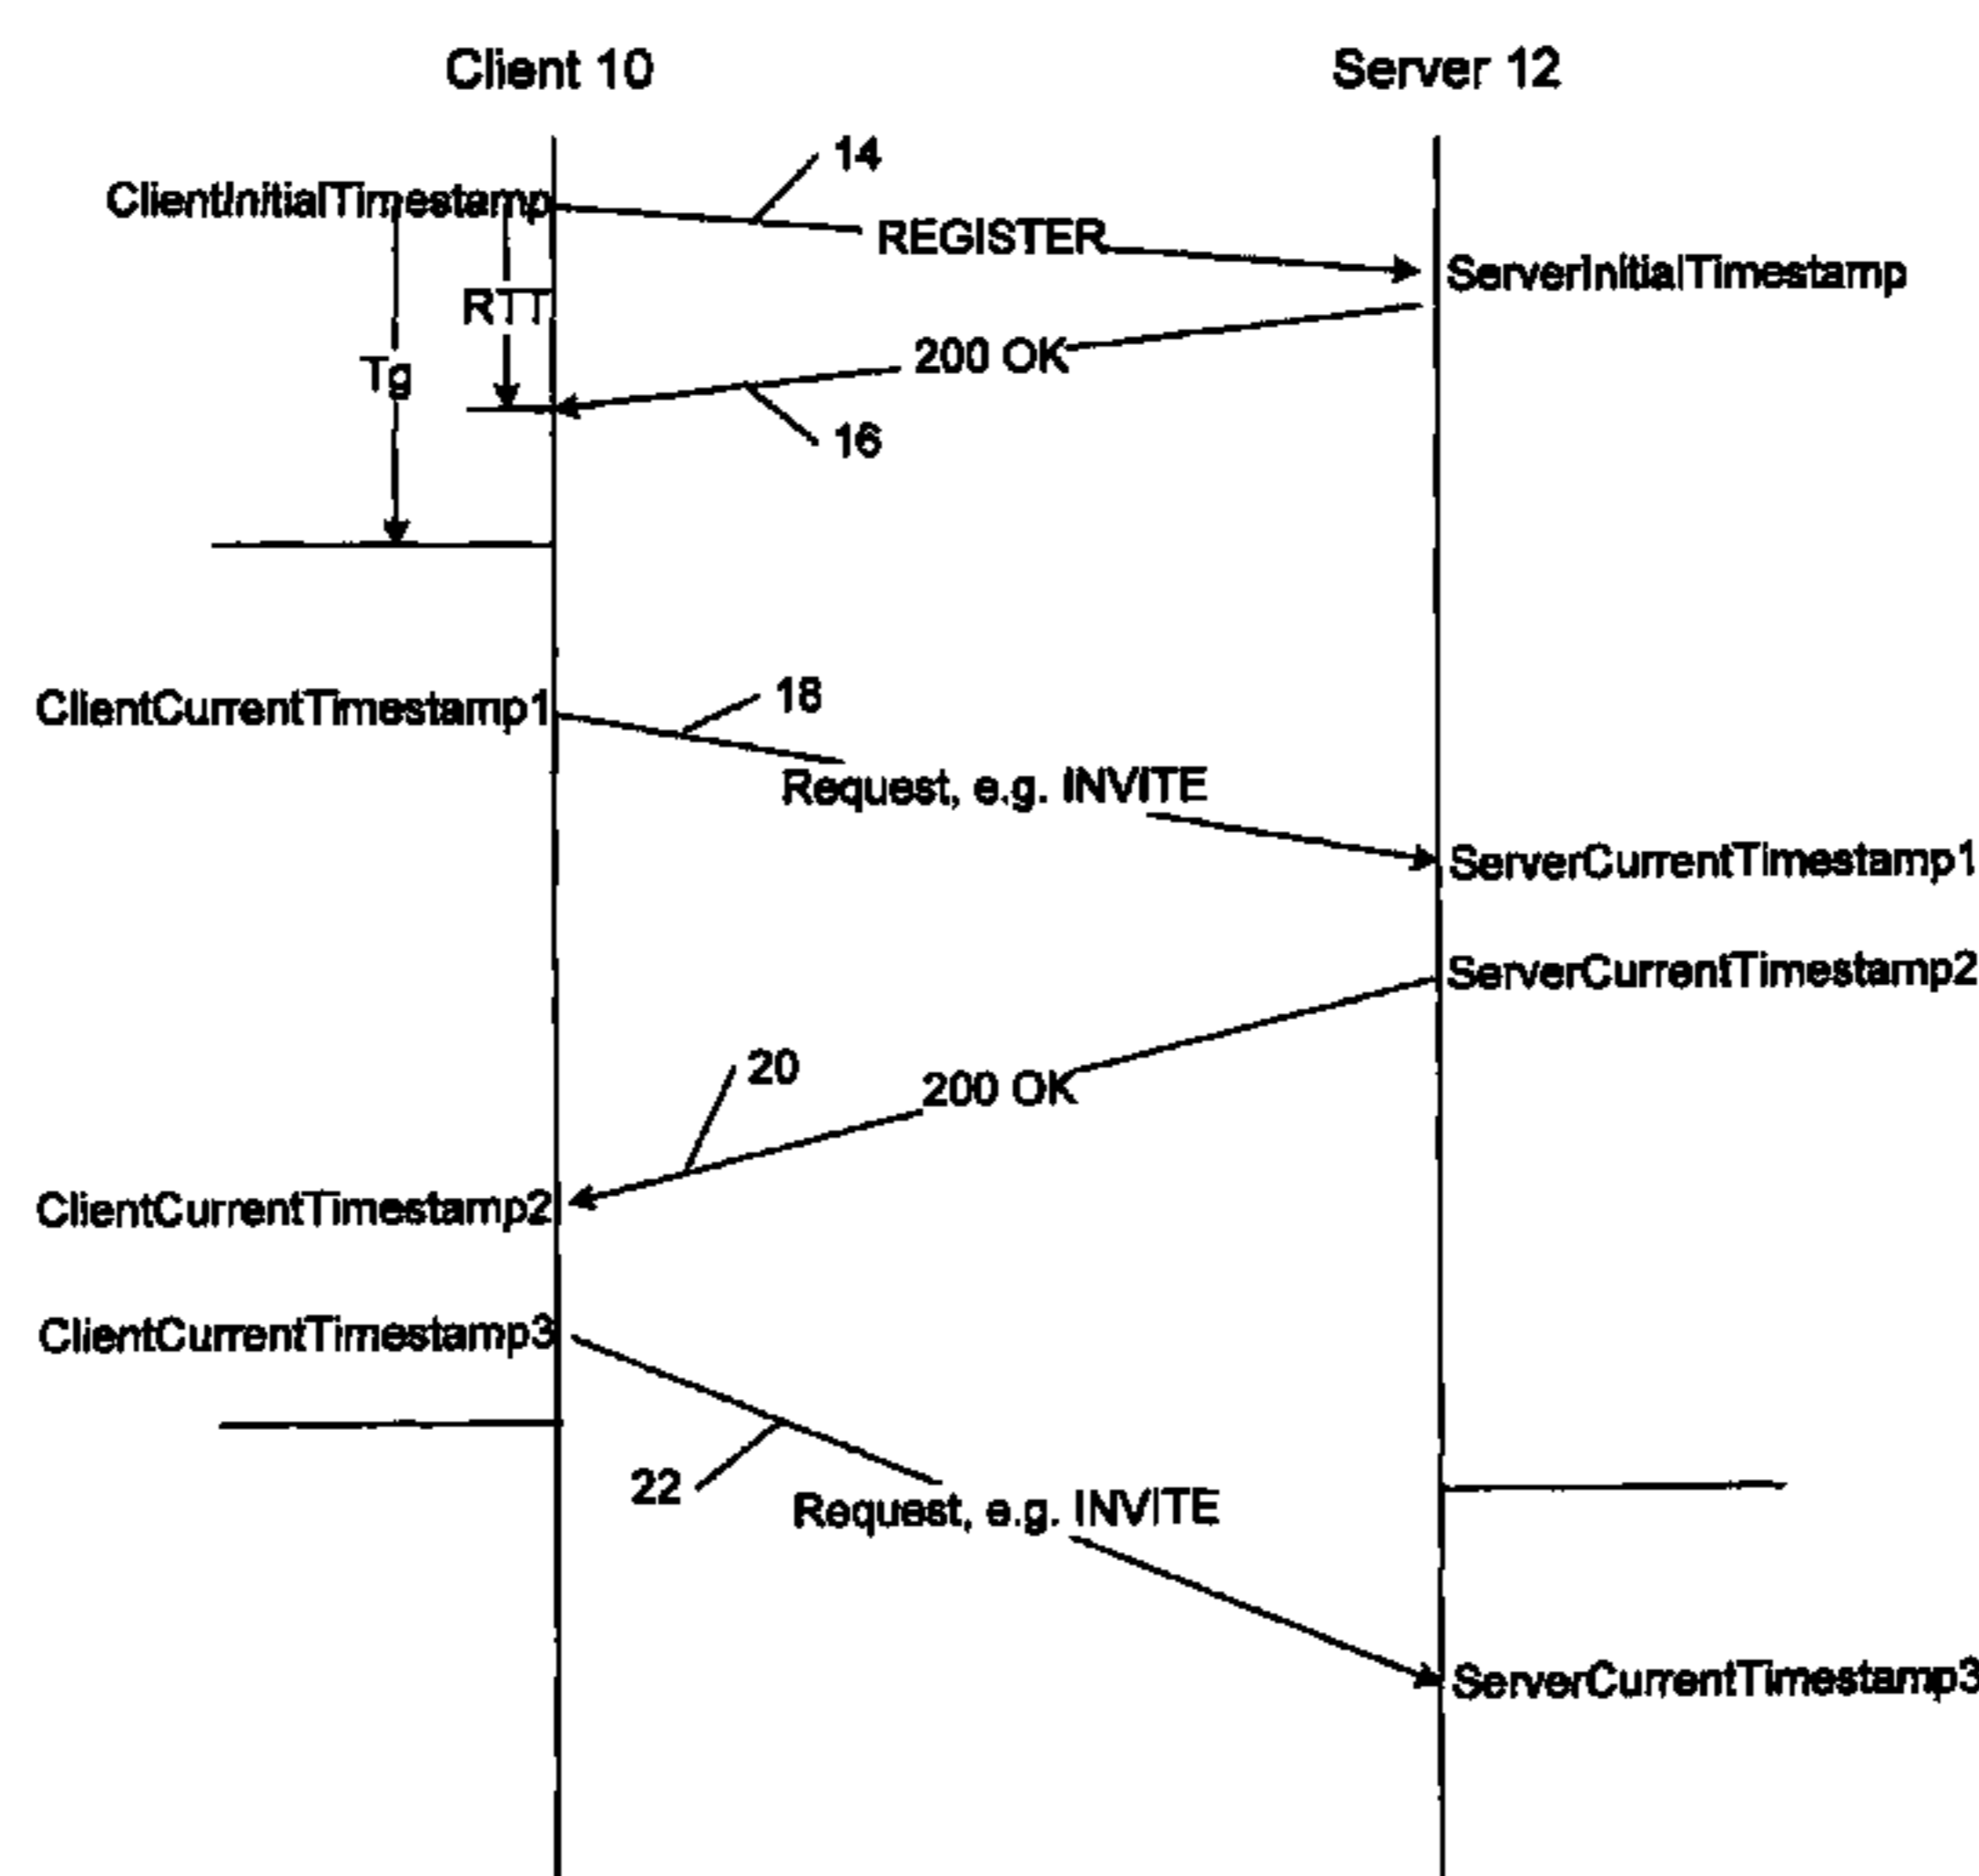 Client 10
Server 12
14
ClientInitialTimestamp
REGISTER
ServerInitialTimestamp
RTT
200 OK
Tg
16
18
ClientCurrentTimestamp1
Request, e.g. INVITE
ServerCurrentTimestamp1
ServerCurrentTimestamp2
20
200 OK
ClientCurrentTimestamp2
ClientCurrentTimestamp3
22
Request, e.g. INVITE
ServerCurrentTimestamp3